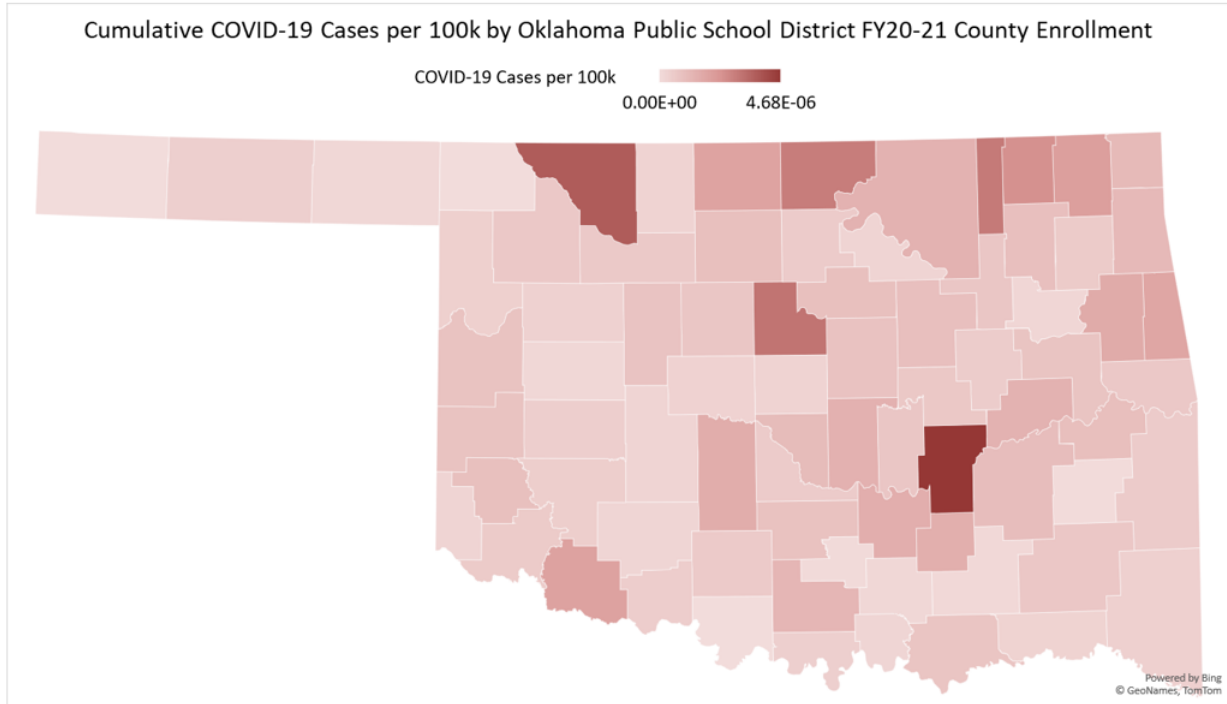 Cumulative COVID-19 Cases per 100k by Oklahoma Public School District FY20-21 County Enrollment
COVID-19 Cases per 100k
0.00E+00 4.68E-06
Powered by Bing
© GeoNames, TomTom